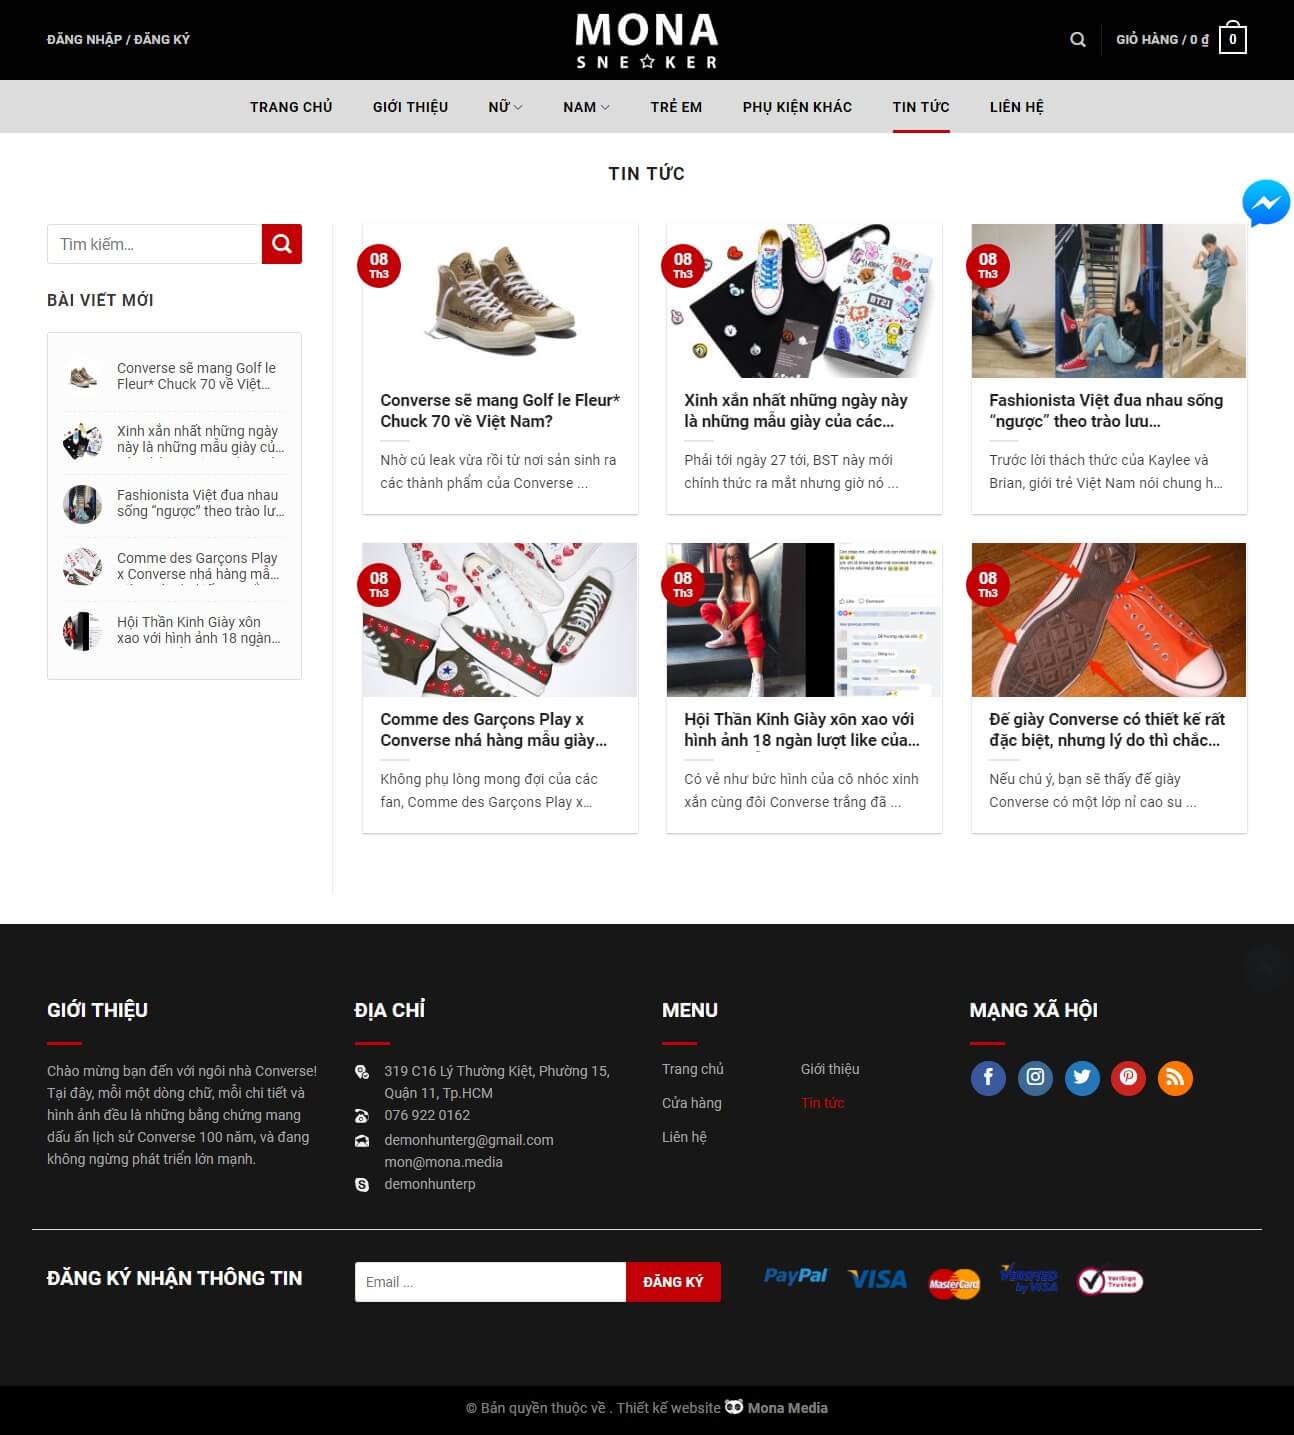 ĐĂNG NHẬP / ĐĂNG KÝ
MONA
SNEAKER
GIỎ HÀNG / 0 ₫
0
TRANG CHỦ
GIỚI THIỆU
NỮ
NAM
TRẺ EM
PHỤ KIỆN KHÁC
TIN TỨC
LIÊN HỆ
TIN TỨC
Tìm kiếm...
BÀI VIẾT MỚI
Converse sẽ mang Golf le
Fleur* Chuck 70 về Việt...
Xinh xắn nhất những ngày
này là những mẫu giày củ...
Fashionista Việt đua nhau
sống “ngược” theo trào lư...
Comme des Garçons Play
x Converse nhá hàng mẫ...
Hội Thần Kinh Giày xôn
xao với hình ảnh 18 ngàn...
08
Th3
Converse sẽ mang Golf le Fleur*
Chuck 70 về Việt Nam?
Nhờ cú leak vừa rồi từ nơi sản sinh ra
các thành phẩm của Converse ...
08
Th3
Xinh xắn nhất những ngày này
là những mẫu giày của các...
Phải tới ngày 27 tới, BST này mới
chính thức ra mắt nhưng giờ nó ...
08
Th3
Fashionista Việt đua nhau sống
“ngược” theo trào lưu...
Trước lời thách thức của Kaylee và
Brian, giới trẻ Việt Nam nói chung h...
08
Th3
Comme des Garçons Play x
Converse nhá hàng mẫu giày...
Không phụ lòng mong đợi của các
fan, Comme des Garçons Play x...
08
Th3
Hội Thần Kinh Giày xôn xao với
hình ảnh 18 ngàn lượt like của...
Có vẻ như bức hình của cô nhóc xinh
xắn cùng đôi Converse trắng đã ...
08
Th3
Đế giày Converse có thiết kế rất
đặc biệt, nhưng lý do thì chắc...
Nếu chú ý, bạn sẽ thấy đế giày
Converse có một lớp nỉ cao su ...
GIỚI THIỆU
Chào mừng bạn đến với ngôi nhà Converse!
Tại đây, mỗi một dòng chữ, mỗi chi tiết và
hình ảnh đều là những bằng chứng mang
dấu ấn lịch sử Converse 100 năm, và đang
không ngừng phát triển lớn mạnh.
ĐỊA CHỈ
319 C16 Lý Thường Kiệt, Phường 15,
Quận 11, Tp.HCM
076 922 0162
demonhunterg@gmail.com
mon@mona.media
demonhunterp
MENU
Trang chủ
Giới thiệu
Cửa hàng
Tin tức
Liên hệ
MẠNG XÃ HỘI
ĐĂNG KÝ NHẬN THÔNG TIN
Email ...
ĐĂNG KÝ
PayPal
VISA
MasterCard
VERIFIED
by VISA
VeriSign
Trusted
© Bản quyền thuộc về . Thiết kế website Mona Media